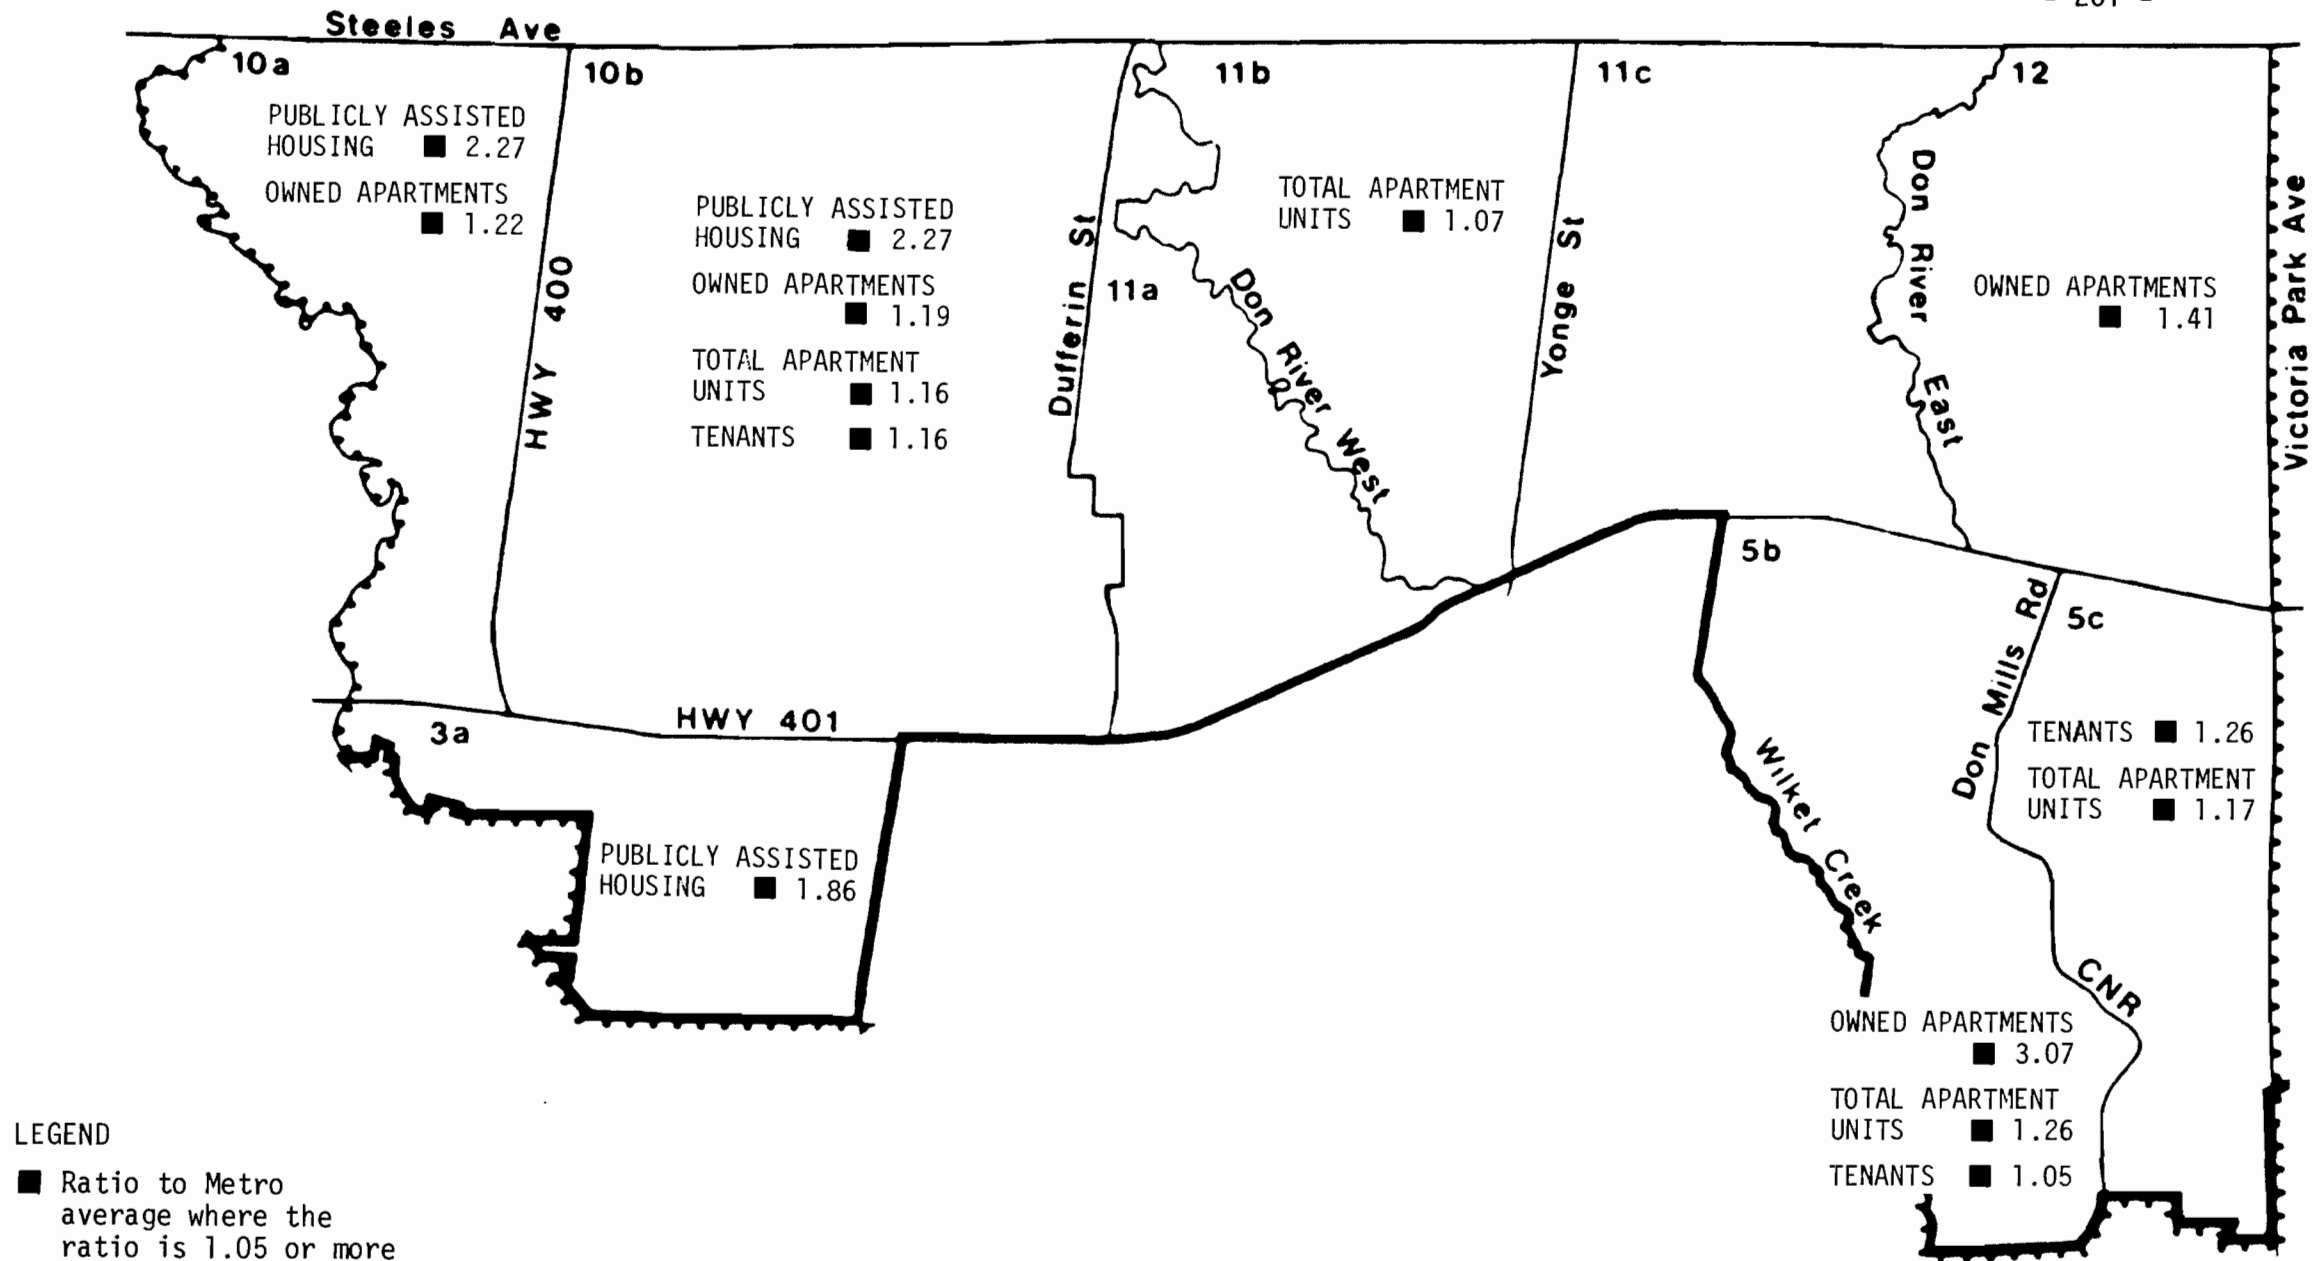 Steeles Ave
10a
10b
11b
11c
12
PUBLICLY ASSISTED
HOUSING ■ 2.27
OWNED APARTMENTS
■ 1.22
HWY 400
PUBLICLY ASSISTED
HOUSING ■ 2.27
OWNED APARTMENTS
■ 1.19
TOTAL APARTMENT
UNITS ■ 1.16
TENANTS ■ 1.16
Dufferin St
11a
Don River West
TOTAL APARTMENT
UNITS ■ 1.07
Yonge St
Don River East
OWNED APARTMENTS
■ 1.41
Victoria Park Ave
3a
HWY 401
PUBLICLY ASSISTED
HOUSING ■ 1.86
5b
Wilket Creek
Don Mills Rd
5c
TENANTS ■ 1.26
TOTAL APARTMENT
UNITS ■ 1.17
CNR
OWNED APARTMENTS
■ 3.07
TOTAL APARTMENT
UNITS ■ 1.26
TENANTS ■ 1.05
LEGEND
■ Ratio to Metro
average where the
ratio is 1.05 or more